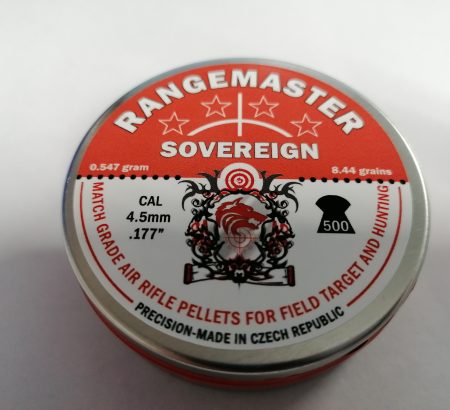 RANGEMASTER
SOVEREIGN
0.547 gram
8.44 grains
CAL
4.5mm
.177”
500
MATCH GRADE AIR RIFLE PELLETS FOR FIELD TARGET AND HUNTING
PRECISION-MADE IN CZECH REPUBLIC